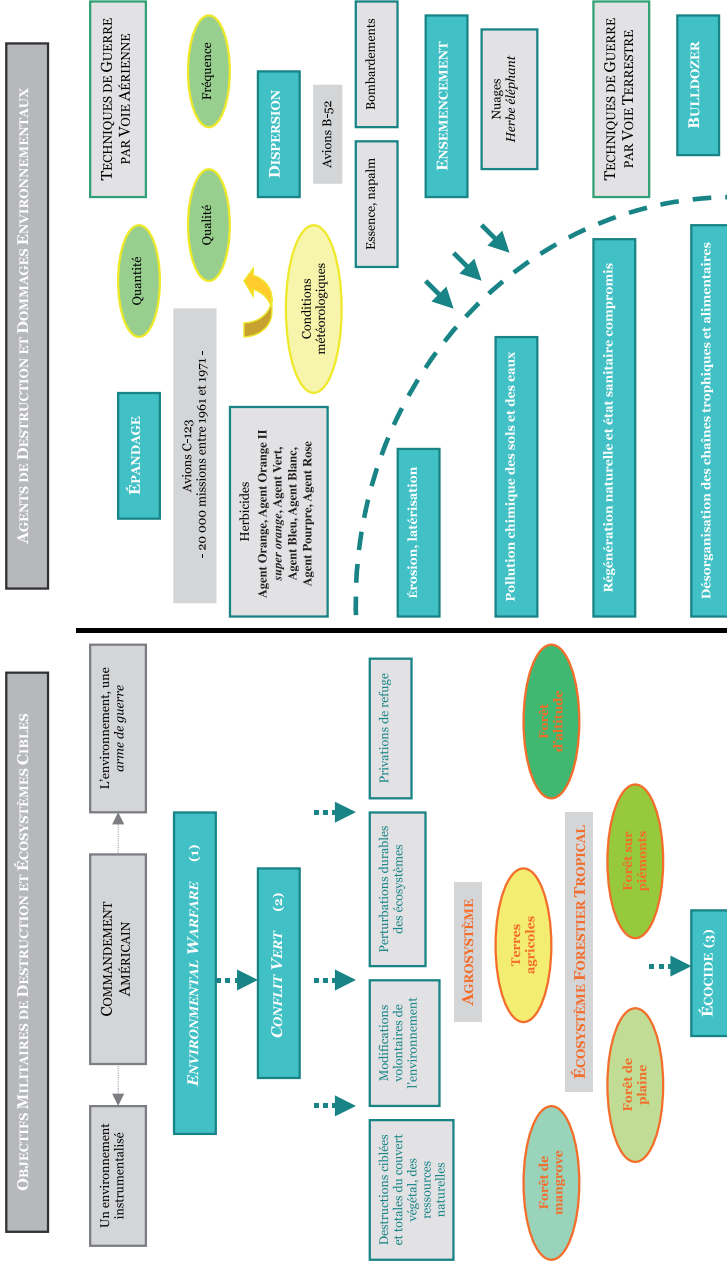 OBJECTIFS MILITAIRES DE DESTRUCTION ET ÉCOSYSTÈMES CIBLES
Un environnement
instrumentalisé
COMMANDEMENT
AMÉRICAIN
L'environnement, une
arme de guerre
ENVIRONMENTAL WARFARE (1)
CONFLIT VERT (2)
Destructions ciblées
et totales du couvert
végétal, des
ressources
naturelles
Modifications
volontaires de
l'environnement
Perturbations durables
des écosystèmes
Privations de refuge
AGROSYSTÈME
Terres
agricoles
Forêt de
mangrove
Forêt
d'altitude
ÉCOSYSTÈME FORESTIER TROPICAL
Forêt de
plaine
Forêt sur
piémonts
ÉCOCIDE (3)
AGENTS DE DESTRUCTION ET DOMMAGES ENVIRONNEMENTAUX
TECHNIQUES DE GUERRE
PAR VOIE AÉRIENNE
ÉPANDAGE
Quantité
Qualité
Fréquence
Avions C-123
- 20 000 missions entre 1961 et 1971 -
Herbicides
Agent Orange, Agent Orange II
super orange, Agent Vert,
Agent Bleu, Agent Blanc,
Agent Pourpre, Agent Rose
Conditions
météorologiques
DISPERSION
Avions B-52
Essence, napalm
Bombardements
ENSEMENCEMENT
Nuages
Herbe éléphant
TECHNIQUES DE GUERRE
PAR VOIE TERRESTRE
BULLDOZER
Érosion, latérisation
Pollution chimique des sols et des eaux
Régénération naturelle et état sanitaire compromis
Désorganisation des chaînes trophiques et alimentaires